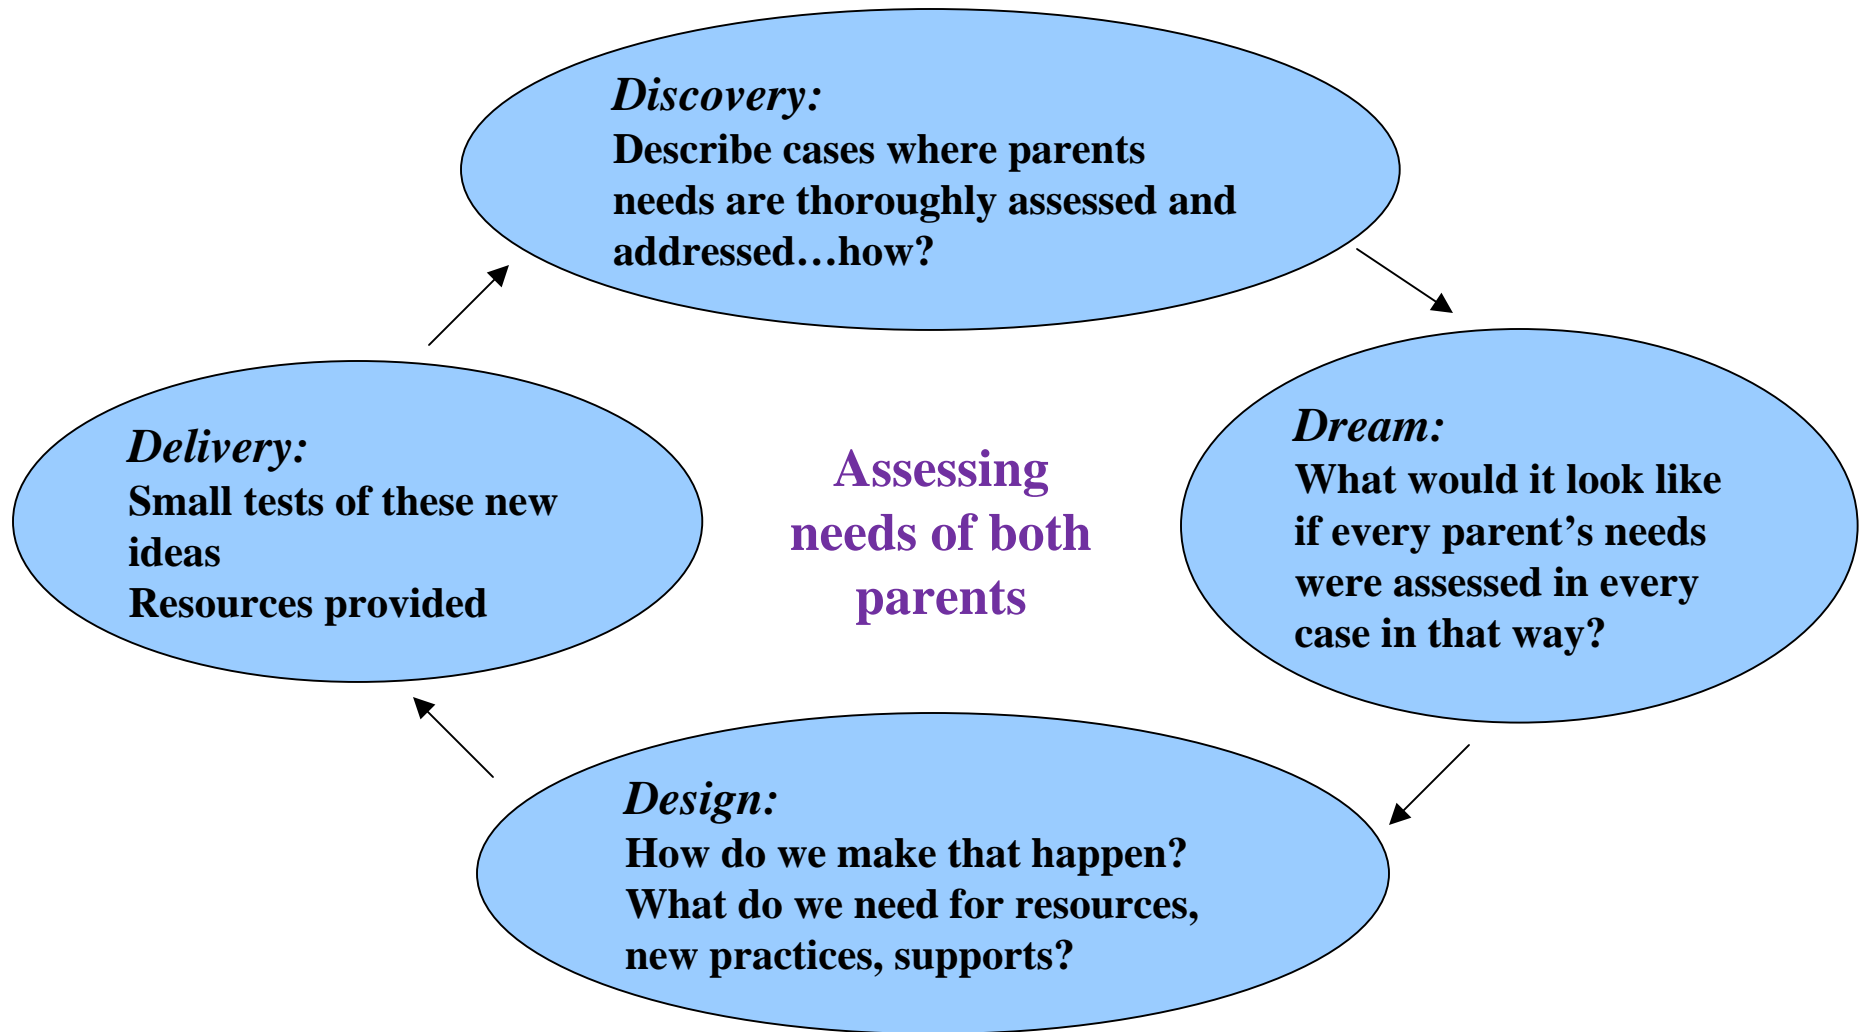 Discovery:
Describe cases where parents
needs are thoroughly assessed and
addressed…how?
Dream:
What would it look like
if every parent’s needs
were assessed in every
case in that way?
Design:
How do we make that happen?
What do we need for resources,
new practices, supports?
Delivery:
Small tests of these new
ideas
Resources provided
Assessing
needs of both
parents